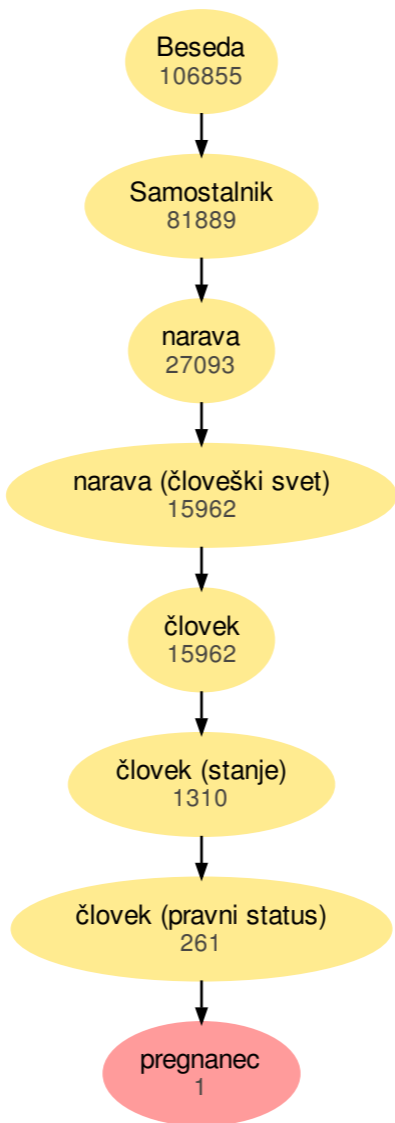 Beseda
106855
Samostalnik
81889
narava
27093
narava (človeški svet)
15962
človek
15962
človek (stanje)
1310
človek (pravni status)
261
pregnanec
1